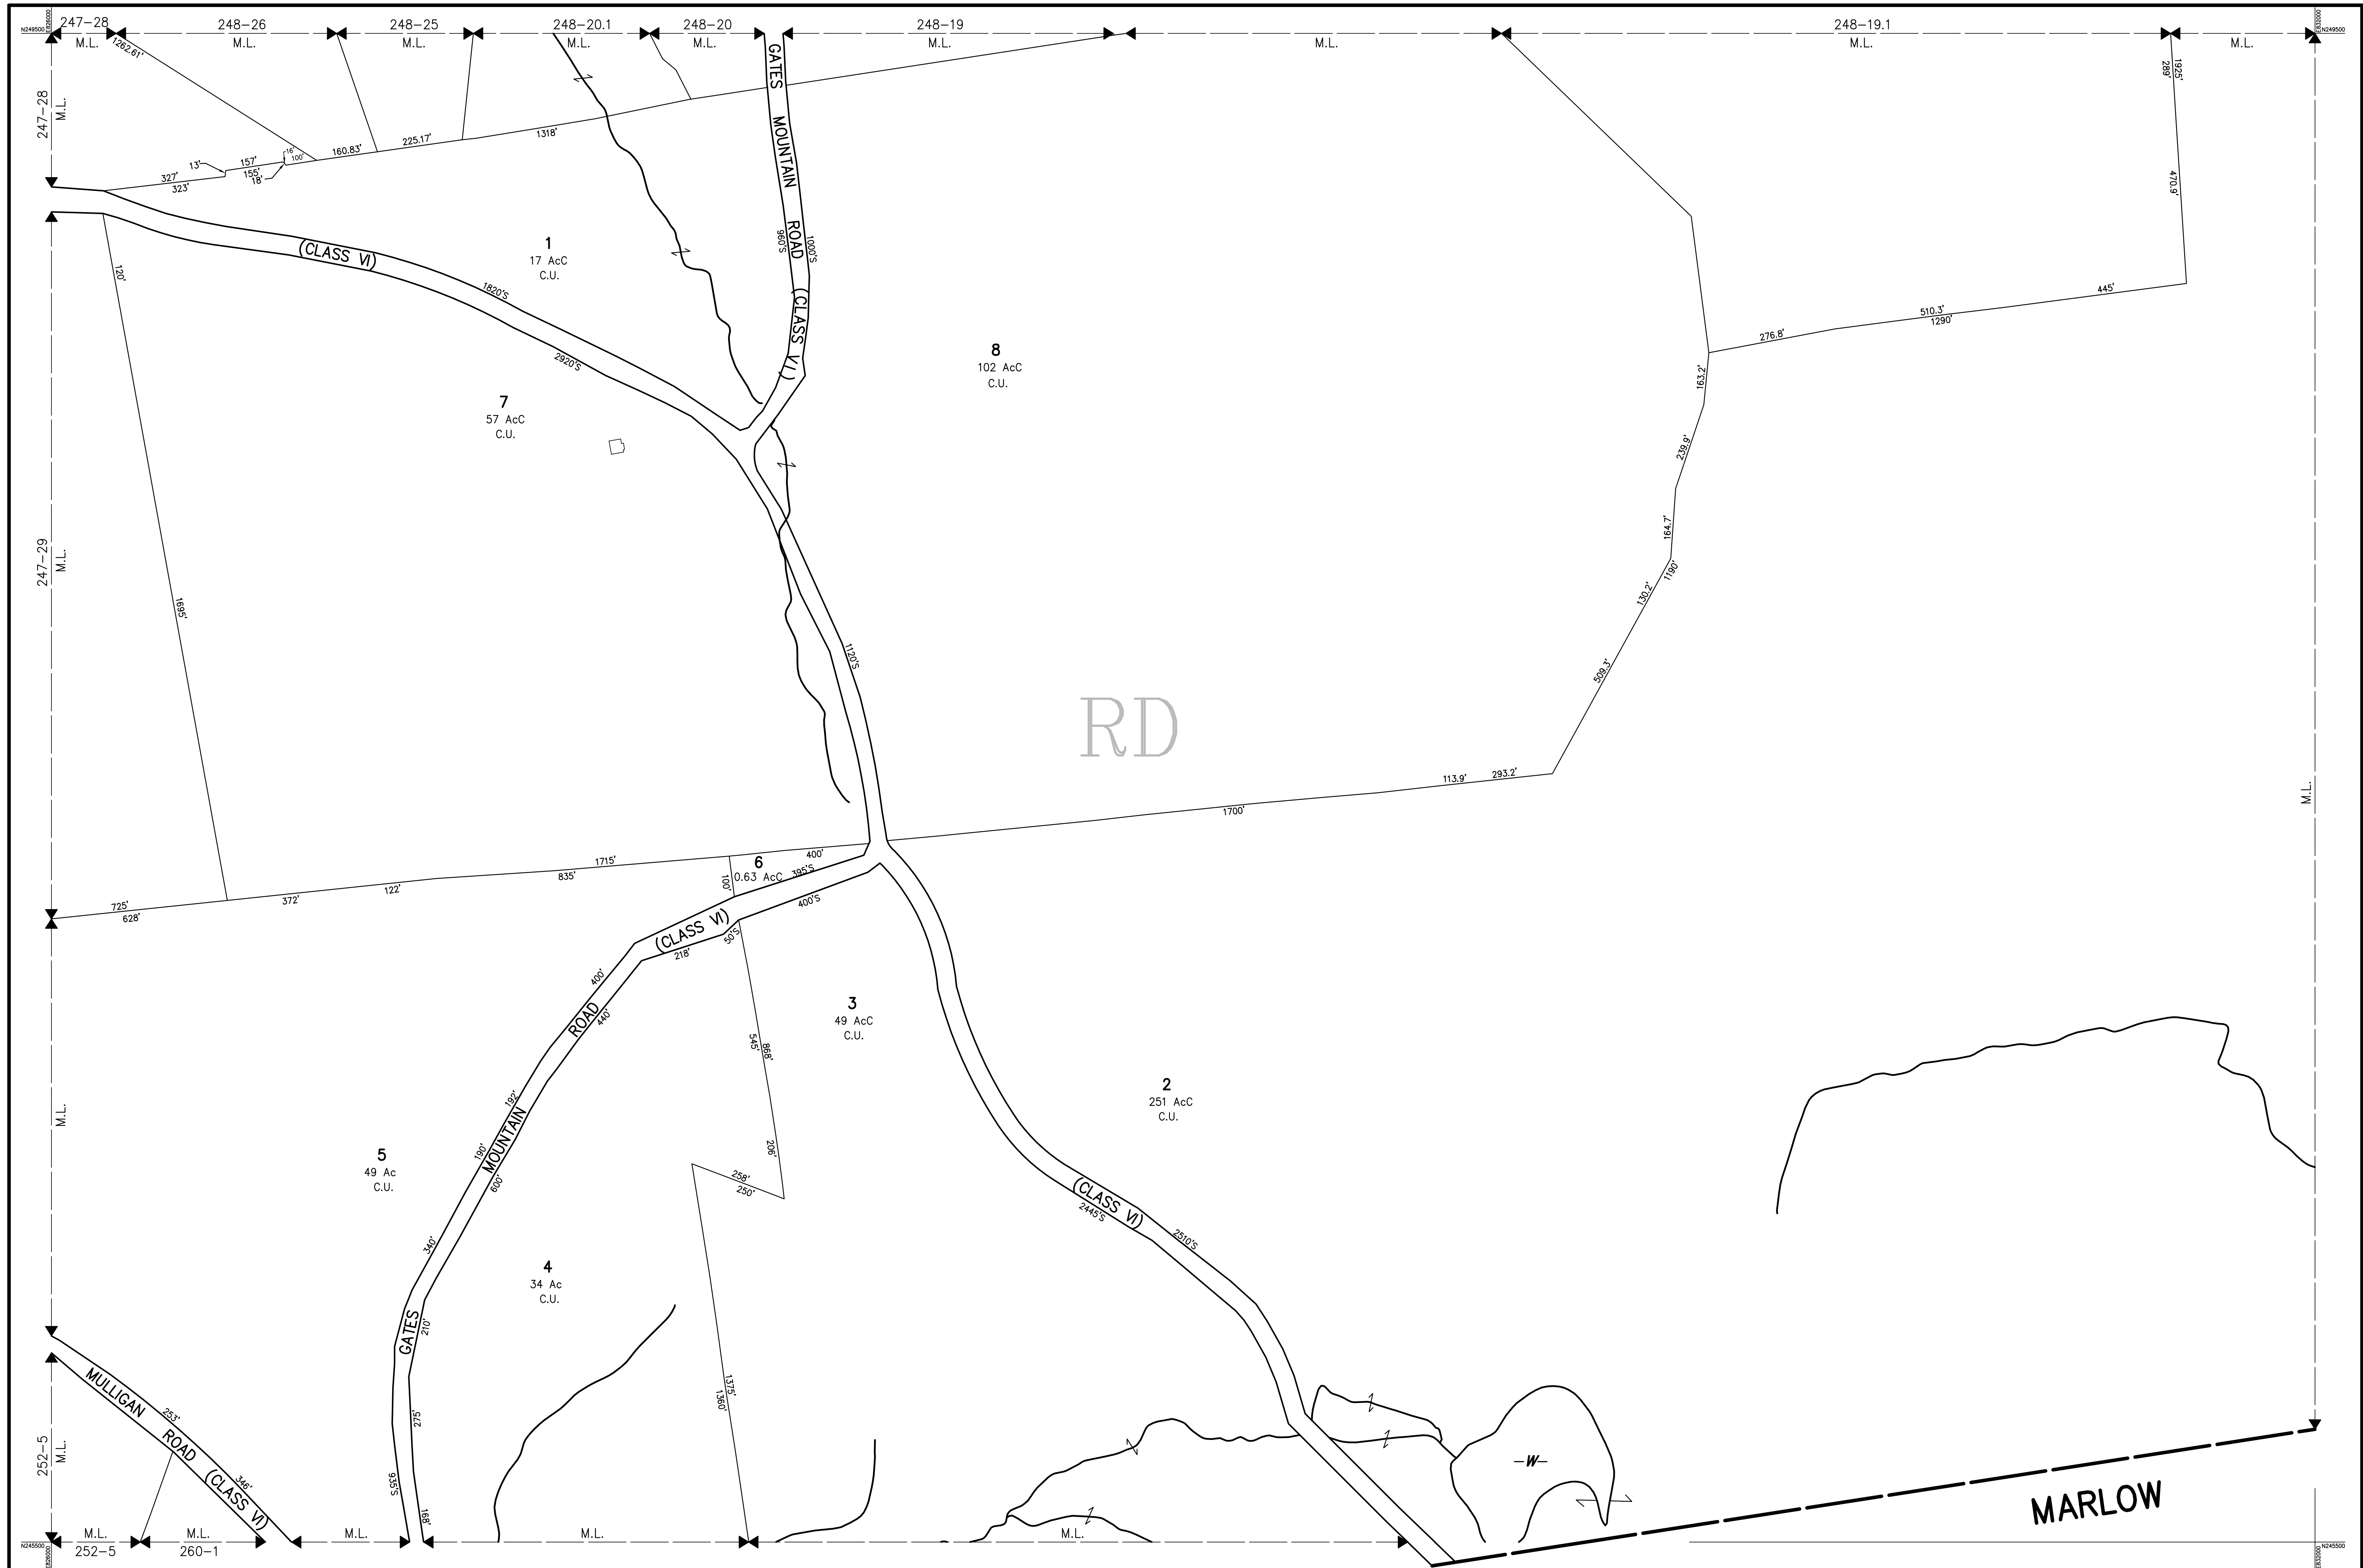 247-28
248-26
248-25
248-20.1
248-20
248-19
248-19.1
N249500
E826000
M.L.
M.L.
M.L.
M.L.
M.L.
M.L.
M.L.
M.L.
M.L.
E832000
N249500
1262.61'
247-28
M.L.
13'
157'
16'
100'
160.83'
225.17'
1318'
327'
323'
155'
18'
GATES MOUNTAIN ROAD (CLASS VI)
960'S
1000'S
1925'
289'
470.9'
(CLASS VI)
1
17 AcC
C.U.
1820'S
2920'S
120'
8
102 AcC
C.U.
445'
510.3'
1290'
276.8'
163.2'
239.9'
164.7'
1190'
130.2'
509.3'
7
57 AcC
C.U.
247-29
M.L.
1695'
1120'S
RD
M.L.
113.9'
293.2'
1700'
1715'
835'
400'
6
0.63 AcC
100'
395'S
400'S
725'
628'
372'
122'
(CLASS VI)
50'S
218'
400'
ROAD
440'
3
49 AcC
C.U.
545'
868'
206'
258'
250'
2
251 AcC
C.U.
M.L.
192'
190'
MOUNTAIN
600'
5
49 Ac
C.U.
340'
4
34 Ac
C.U.
(CLASS VI)
2445'S
2510'S
GATES
210'
275'
935'S
168'
1375'
1360'
MULLIGAN ROAD (CLASS VI)
253'
346'
252-5
M.L.
-W-
MARLOW
M.L.
M.L.
M.L.
M.L.
M.L.
252-5
260-1
N245500
E826000
E832000
N245500